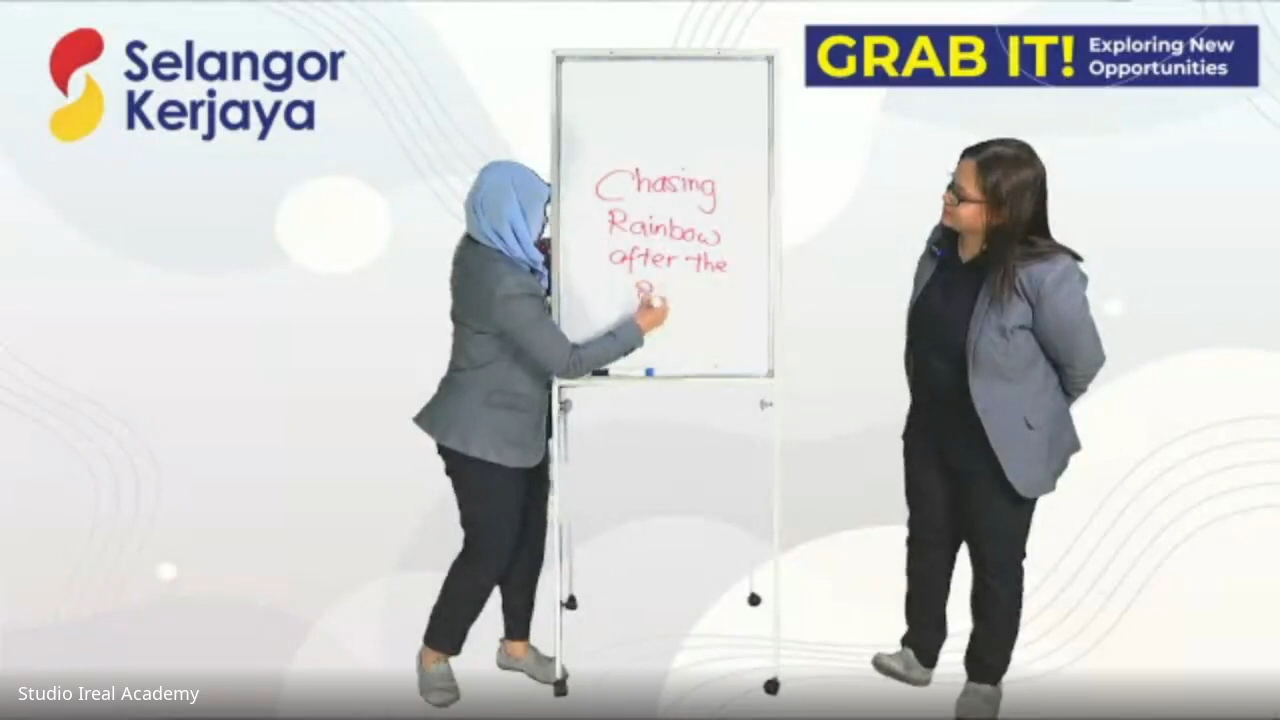 Selangor
Kerjaya
GRAB IT! Exploring New
Opportunities
Chasing
Rainbow
after the
Studio Ireal Academy